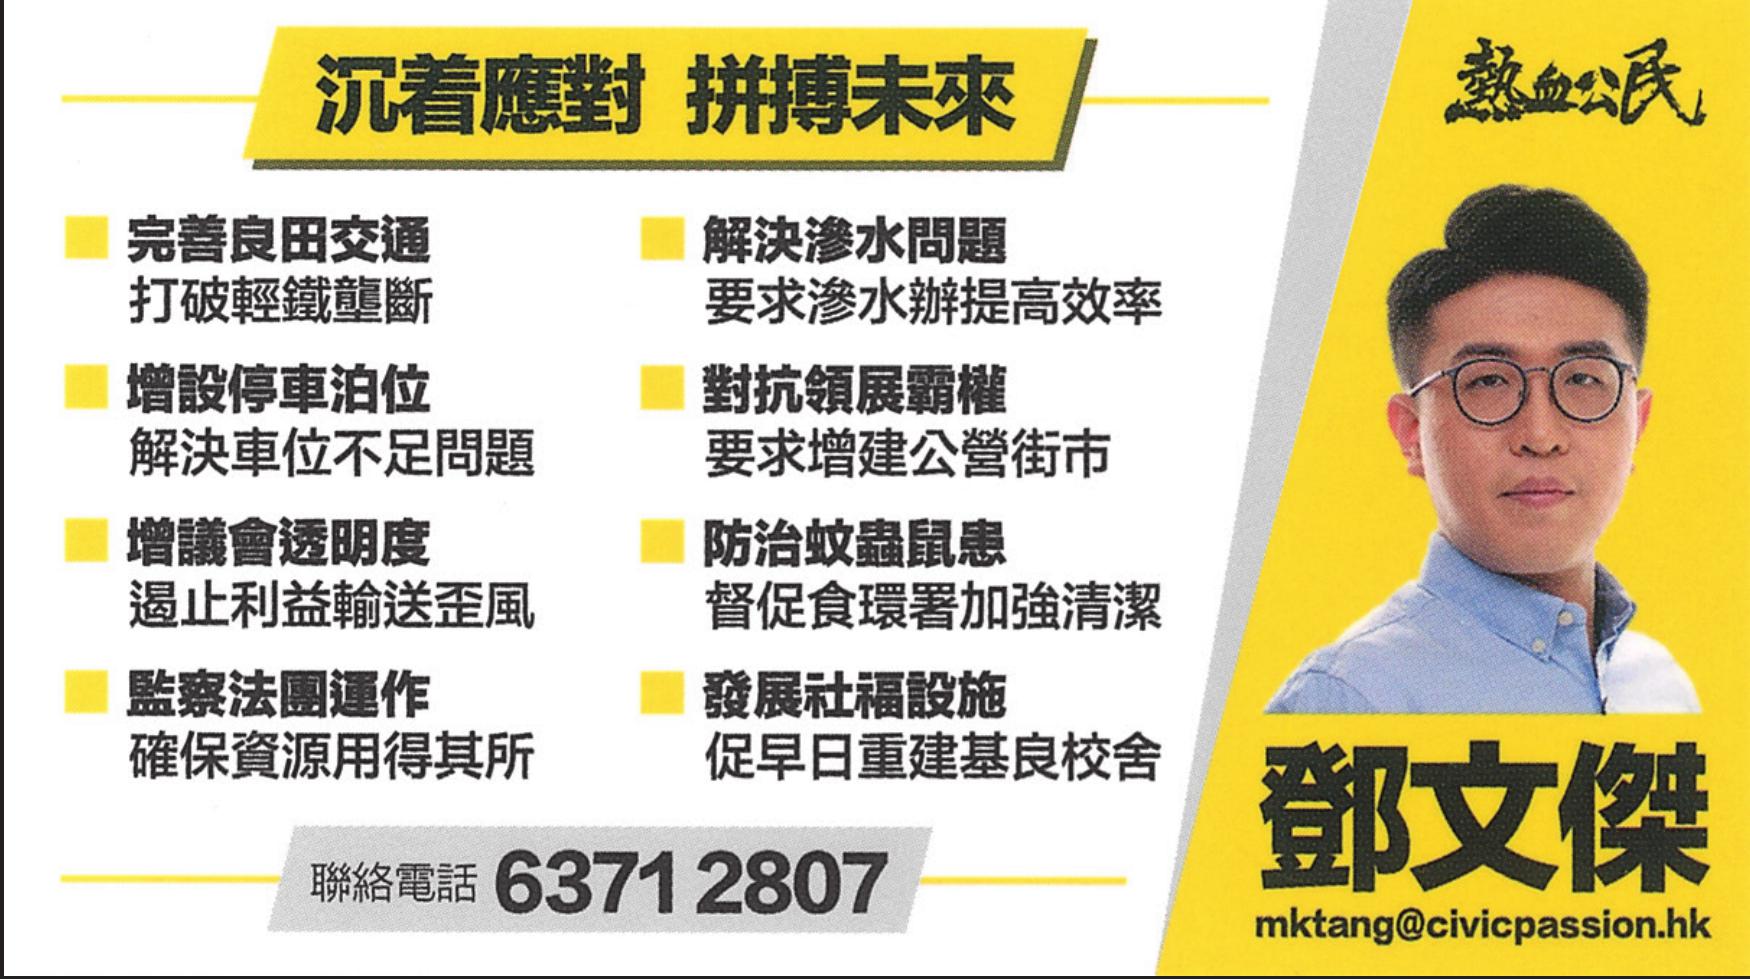 沉着應對 拼搏未來
完善良田交通
打破輕鐵壟斷
增設停車泊位
解決車位不足問題
增議會透明度
遏止利益輸送歪風
監察法團運作
確保資源用得其所
解決滲水問題
要求滲水辦提高效率
對抗領展霸權
要求增建公營街市
防治蚊蟲鼠患
督促食環署加強清潔
發展社福設施
促早日重建基良校舍
聯絡電話 6371 2807
熱血公民
鄧文傑
mktang@civicpassion.hk